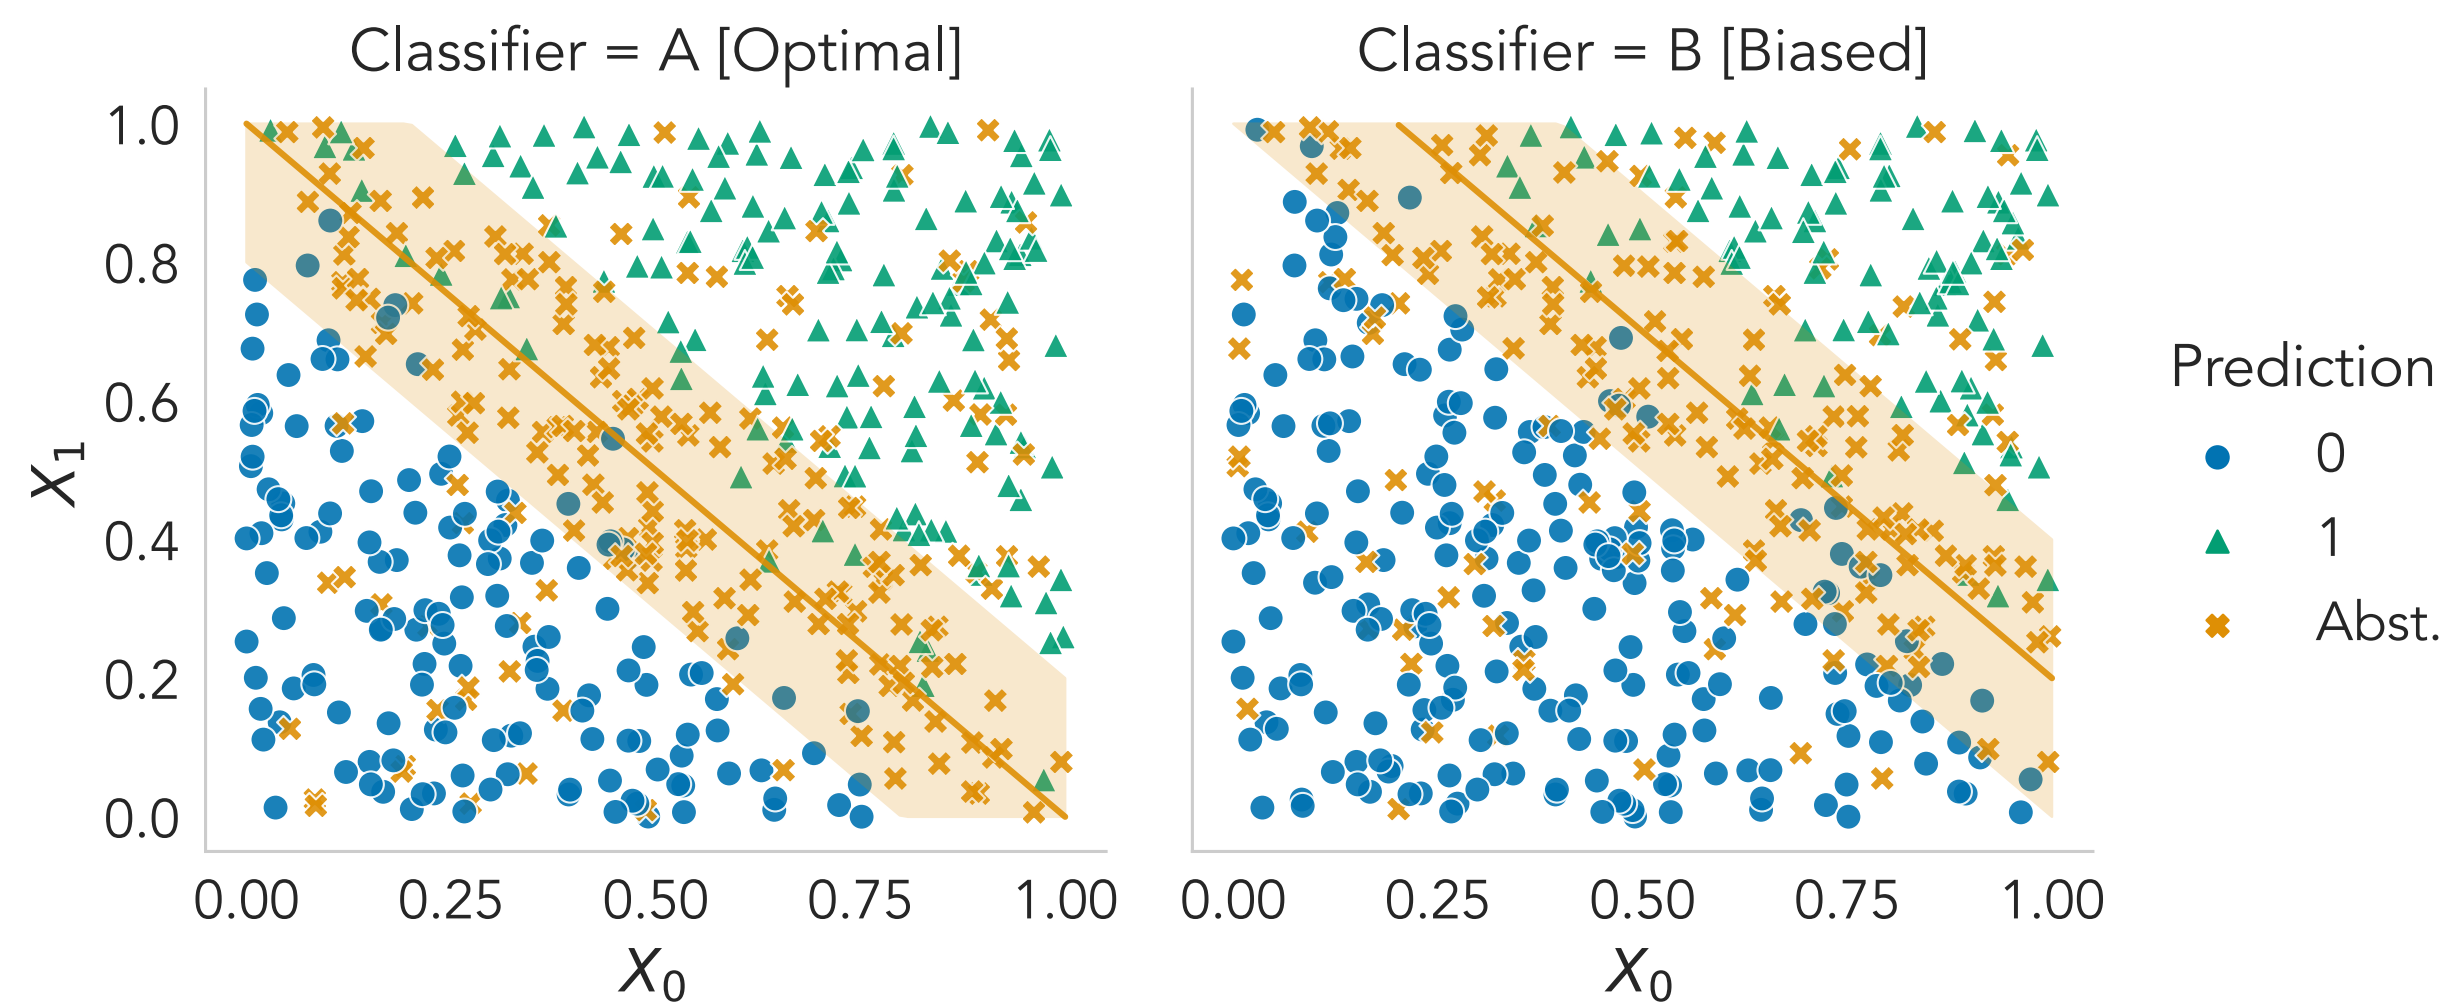 Classifier = A [Optimal]
Classifier = B [Biased]
1.0
0.8
0.6
0.4
0.2
0.0
X1
0.00 0.25 0.50 0.75 1.00
0.00 0.25 0.50 0.75 1.00
X0
X0
Prediction
0
1
Abst.